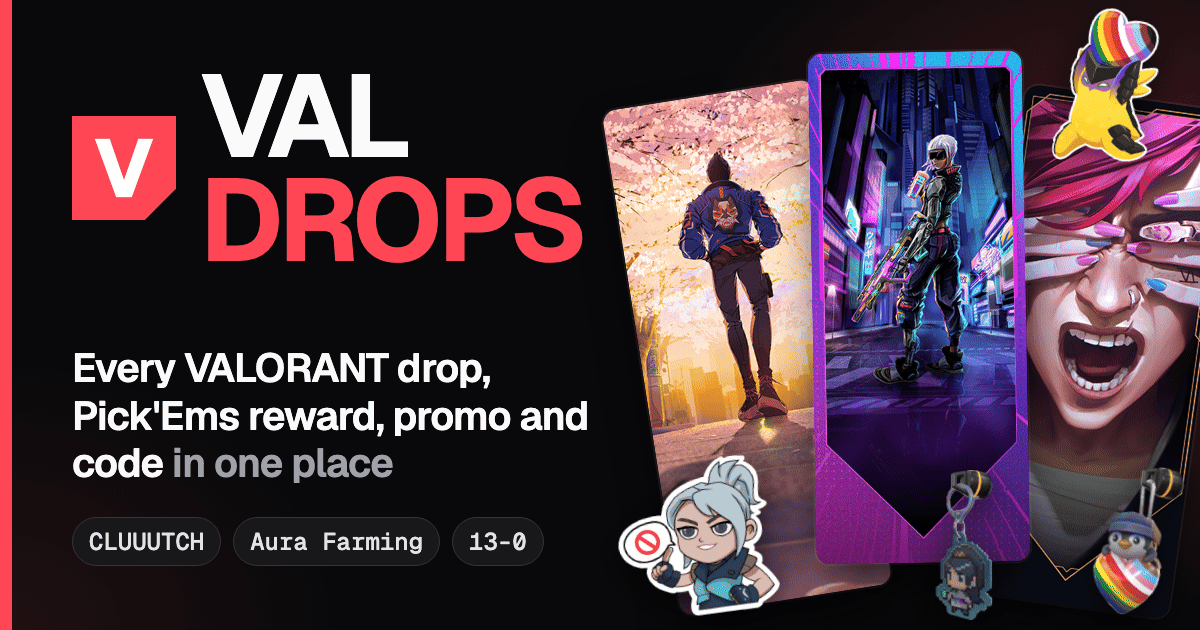 V
VAL
DROPS
Every VALORANT drop,
Pick'Ems reward, promo and
code in one place
CLUUUTCH
Aura Farming
13-0